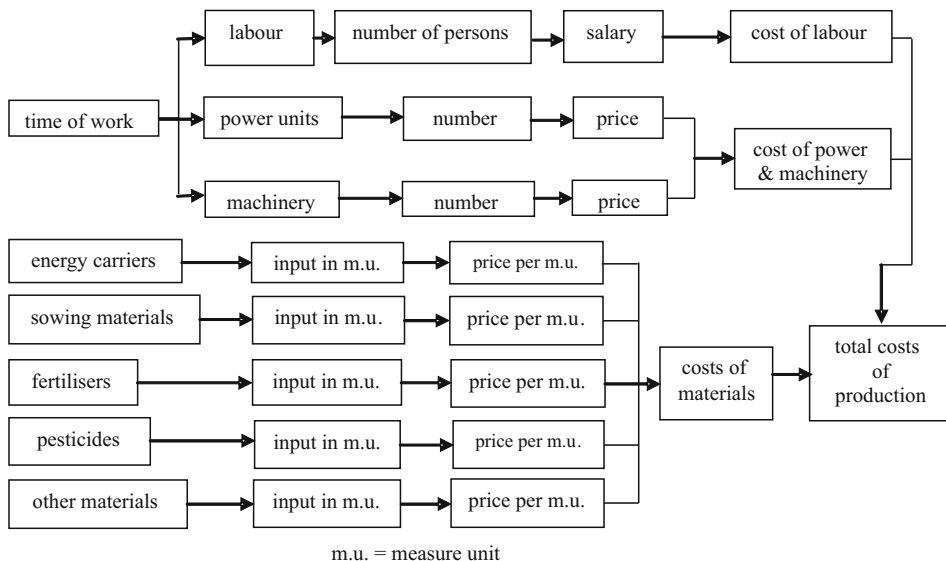 labour
number of persons
salary
cost of labour
time of work
power units
number
price
cost of power
& machinery
machinery
number
price
energy carriers
input in m.u.
price per m.u.
sowing materials
input in m.u.
price per m.u.
fertilisers
input in m.u.
price per m.u.
costs of
materials
total costs
of
production
pesticides
input in m.u.
price per m.u.
other materials
input in m.u.
price per m.u.
m.u. = measure unit